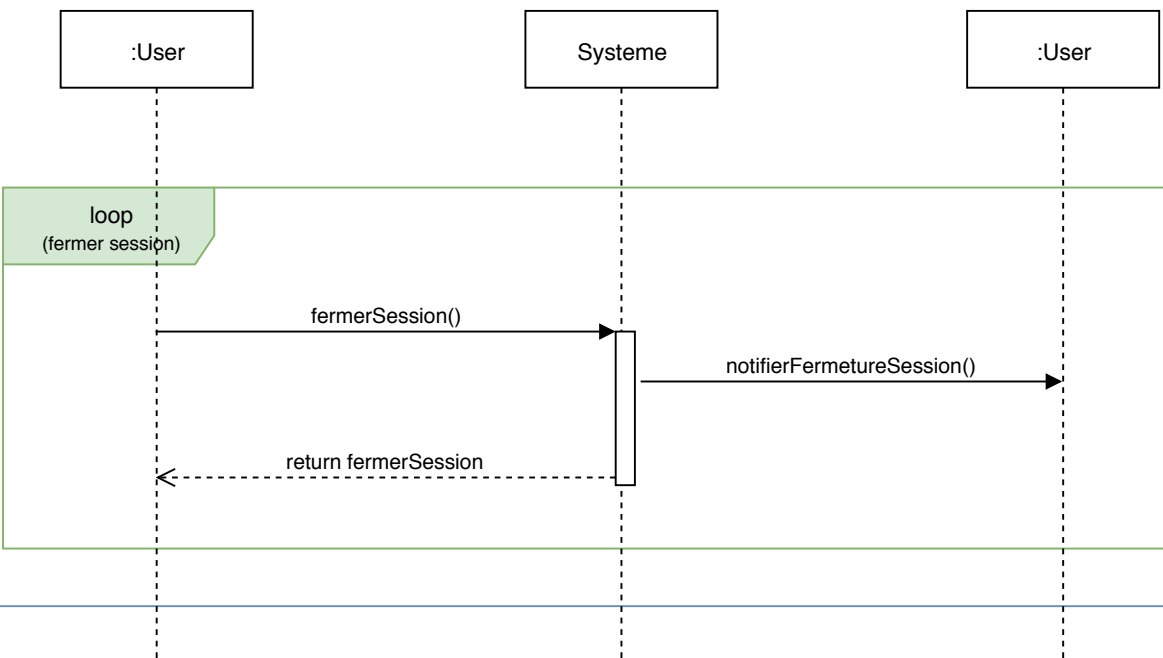 :User
Systeme
:User
loop
(fermer session)
fermerSession()
notifierFermetureSession()
return fermerSession